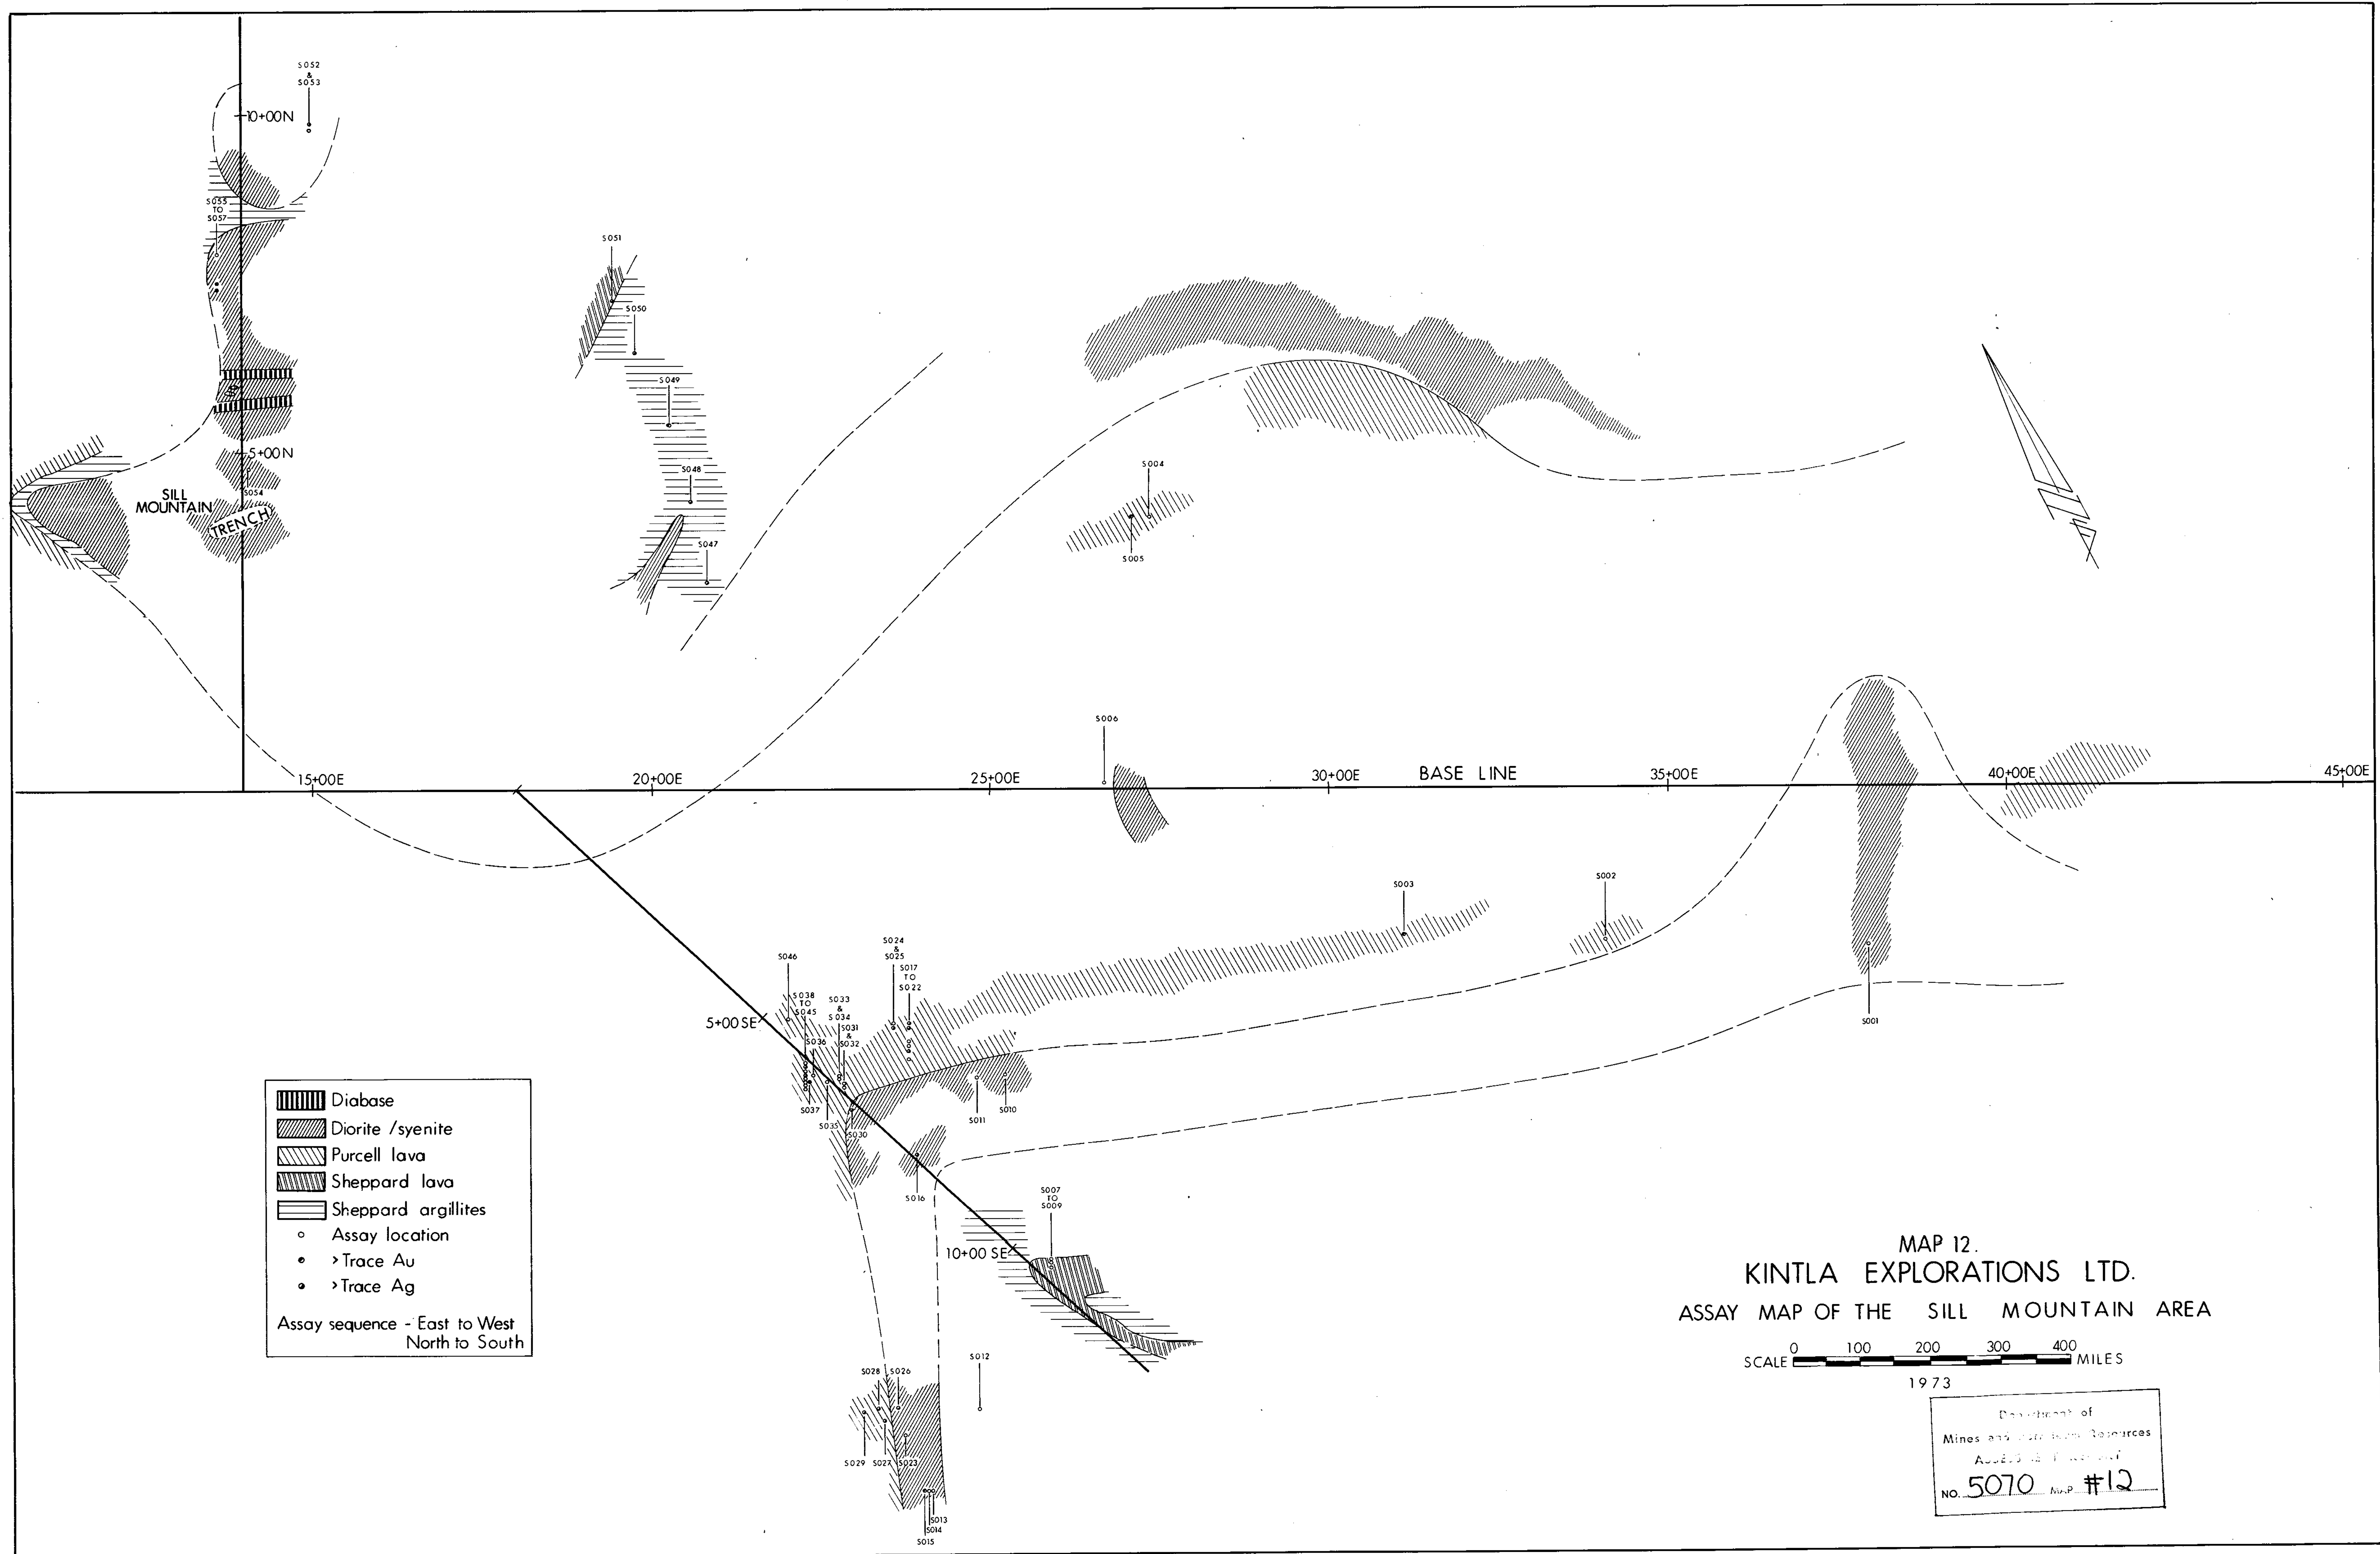 S052
&
S053
10+00N
S055
TO
S057
S051
S050
S049
5+00N
S054
SILL
MOUNTAIN
TRENCH
S048
S047
S004
S005
S006
15+00E
20+00E
25+00E
30+00E
BASE LINE
35+00E
40+00E
45+00E
S003
S002
S001
S024
&
S025
S017
TO
S022
S046
S038
TO
S045
S033
&
S034
S031
&
S032
5+00SE
S036
S037
S035
S030
S011
S010
S016
S007
TO
S009
10+00 SE
S012
S028
S026
S029
S027
S023
S013
S014
S015
Diabase
Diorite /syenite
Purcell lava
Sheppard lava
Sheppard argillites
Assay location
>Trace Au
>Trace Ag
Assay sequence - East to West
North to South
MAP 12.
KINTLA EXPLORATIONS LTD.
ASSAY MAP OF THE SILL MOUNTAIN AREA
SCALE 0 100 200 300 400 MILES
1973
Department of
Mines and Resources
NO. 5070 MAP #12